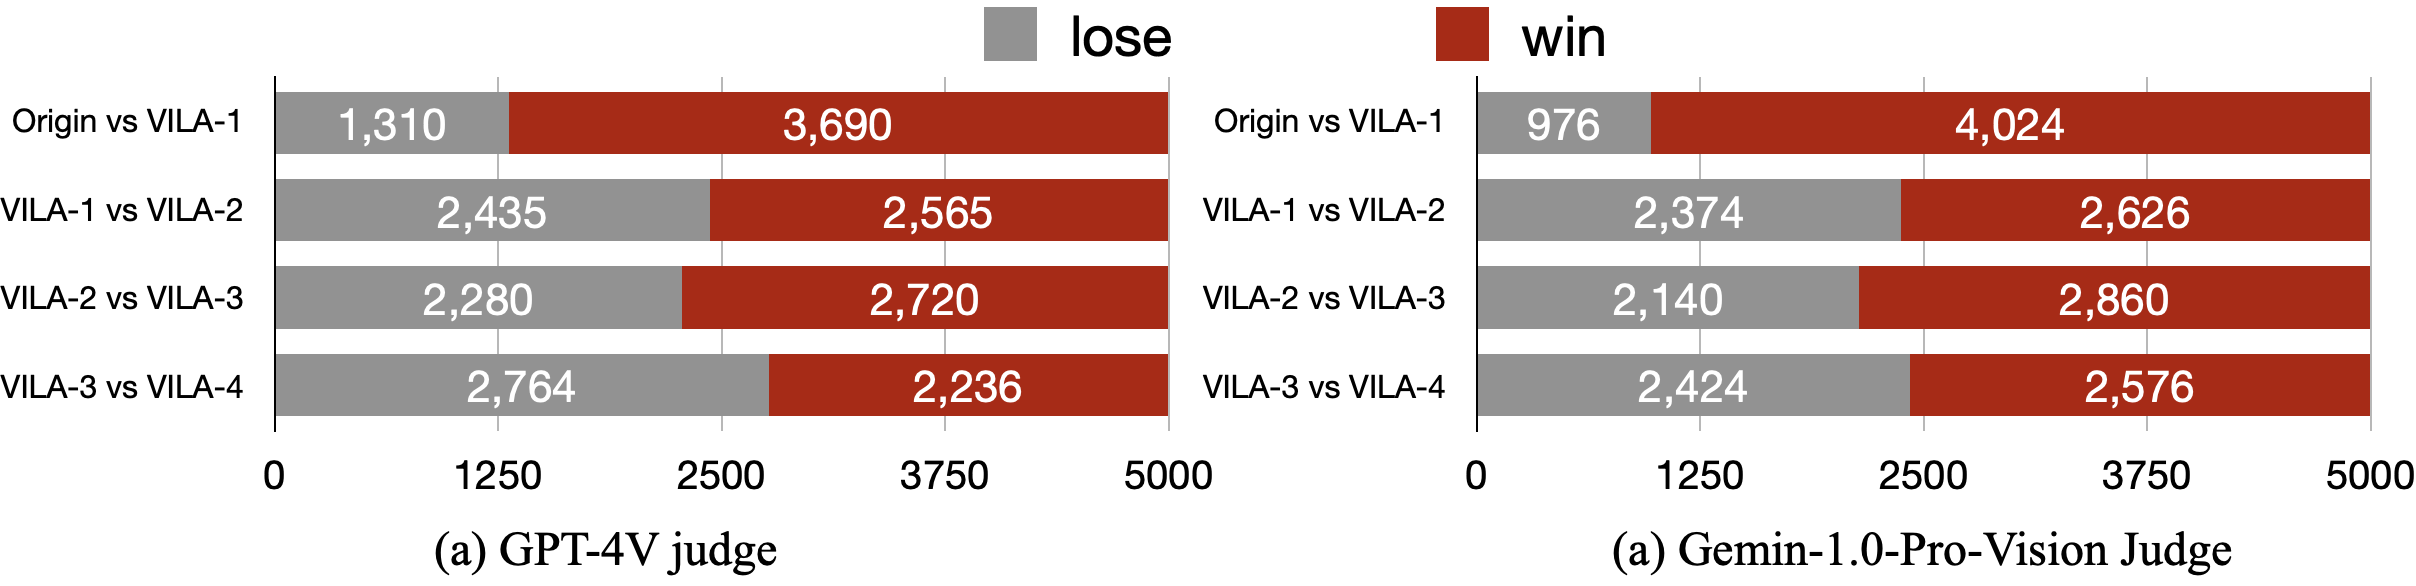 lose
win
Origin vs VILA-1
1,310
3,690
VILA-1 vs VILA-2
2,435
2,565
VILA-2 vs VILA-3
2,280
2,720
VILA-3 vs VILA-4
2,764
2,236
0 1250 2500 3750 5000
(a) GPT-4V judge
Origin vs VILA-1
976
4,024
VILA-1 vs VILA-2
2,374
2,626
VILA-2 vs VILA-3
2,140
2,860
VILA-3 vs VILA-4
2,424
2,576
0 1250 2500 3750 5000
(a) Gemin-1.0-Pro-Vision Judge